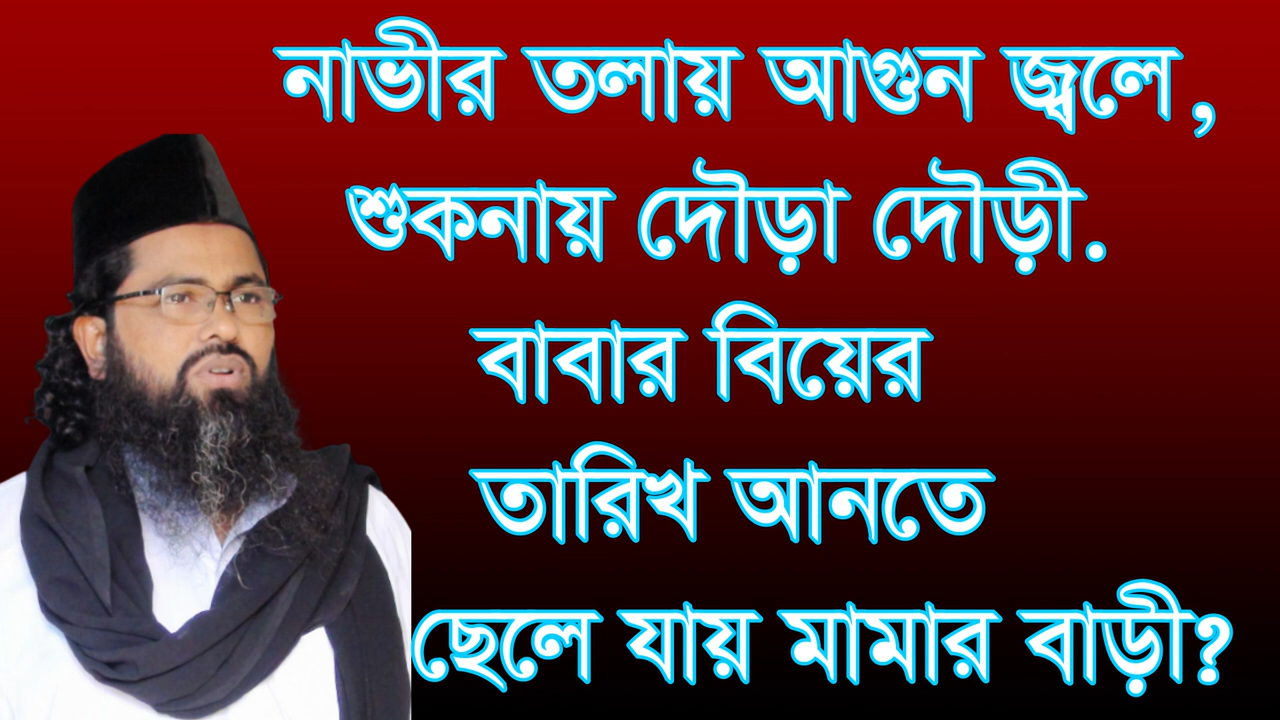 নাভীর তলায় আগুন জ্বলে,
শুকনায় দৌড়া দৌড়ী.
বাবার বিয়ের
তারিখ আনতে
ছেলে যায় মামার বাড়ী?